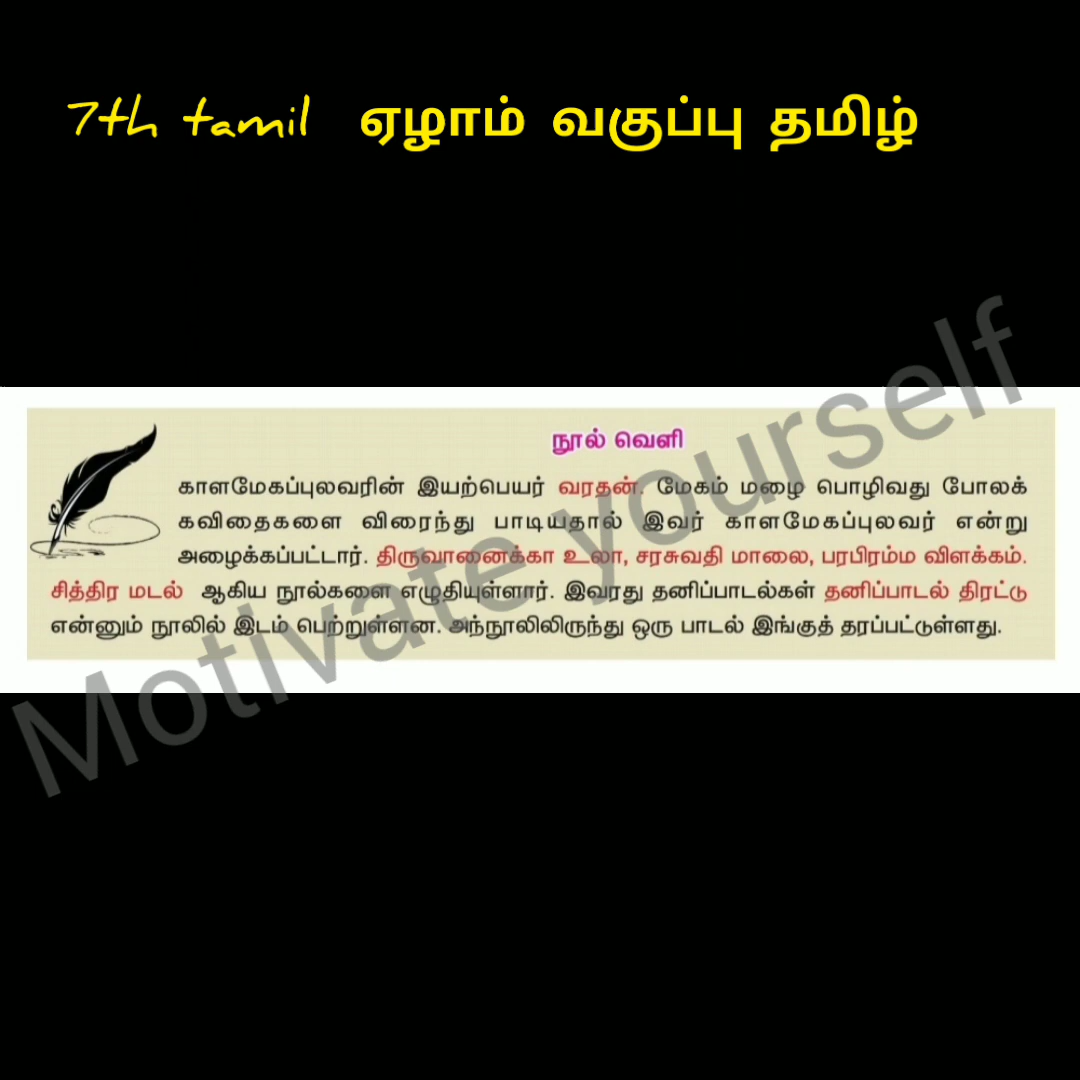 7th tamil ஏழாம் வகுப்பு தமிழ்
நூல் வெளி
காளமேகப்புலவரின் இயற்பெயர் வரதன். மேகம் மழை பொழிவது போலக்
கவிதைகளை விரைந்து பாடியதால் இவர் காளமேகப்புலவர் என்று
அழைக்கப்பட்டார். திருவானைக்கா உலா, சரசுவதி மாலை, பரபிரம்ம விளக்கம்.
சித்திர மடல் ஆகிய நூல்களை எழுதியுள்ளார். இவரது தனிப்பாடல்கள் தனிப்பாடல் திரட்டு
என்னும் நூலில் இடம் பெற்றுள்ளன. அந்நூலிலிருந்து ஒரு பாடல் இங்குத் தரப்பட்டுள்ளது.
Motivate yourself